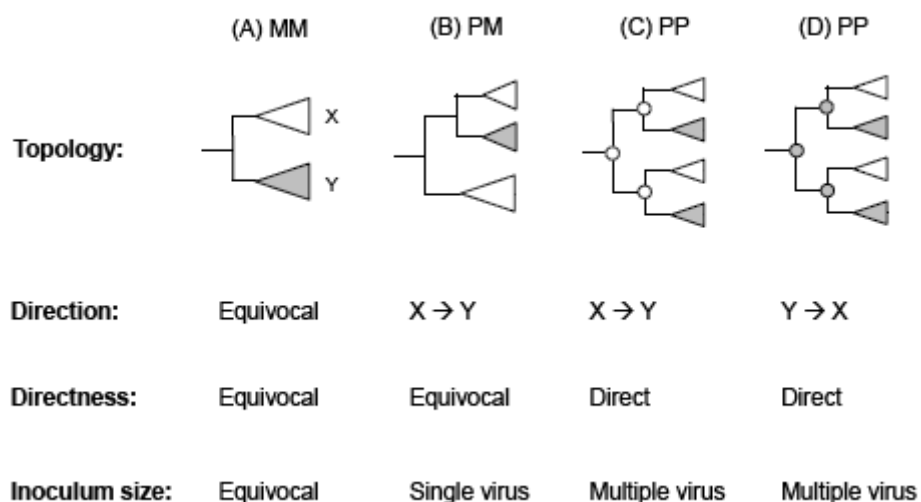 (A) MM (B) PM (C) PP (D) PP
X
Topology:
Y
Direction: Equivocal X → Y X → Y Y → X
Directness: Equivocal Equivocal Direct Direct
Inoculum size: Equivocal Single virus Multiple virus Multiple virus